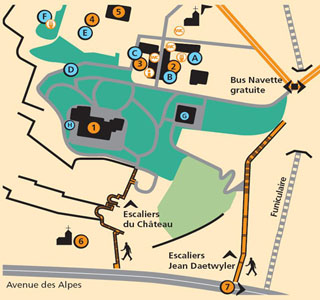 F
4
5
E
C
A
3
2
B
D
Bus Navette
gratuite
G
H
1
Funiculaire
Escaliers
du Château
6
Escaliers
Jean Daetwyler
Avenue des Alpes
7